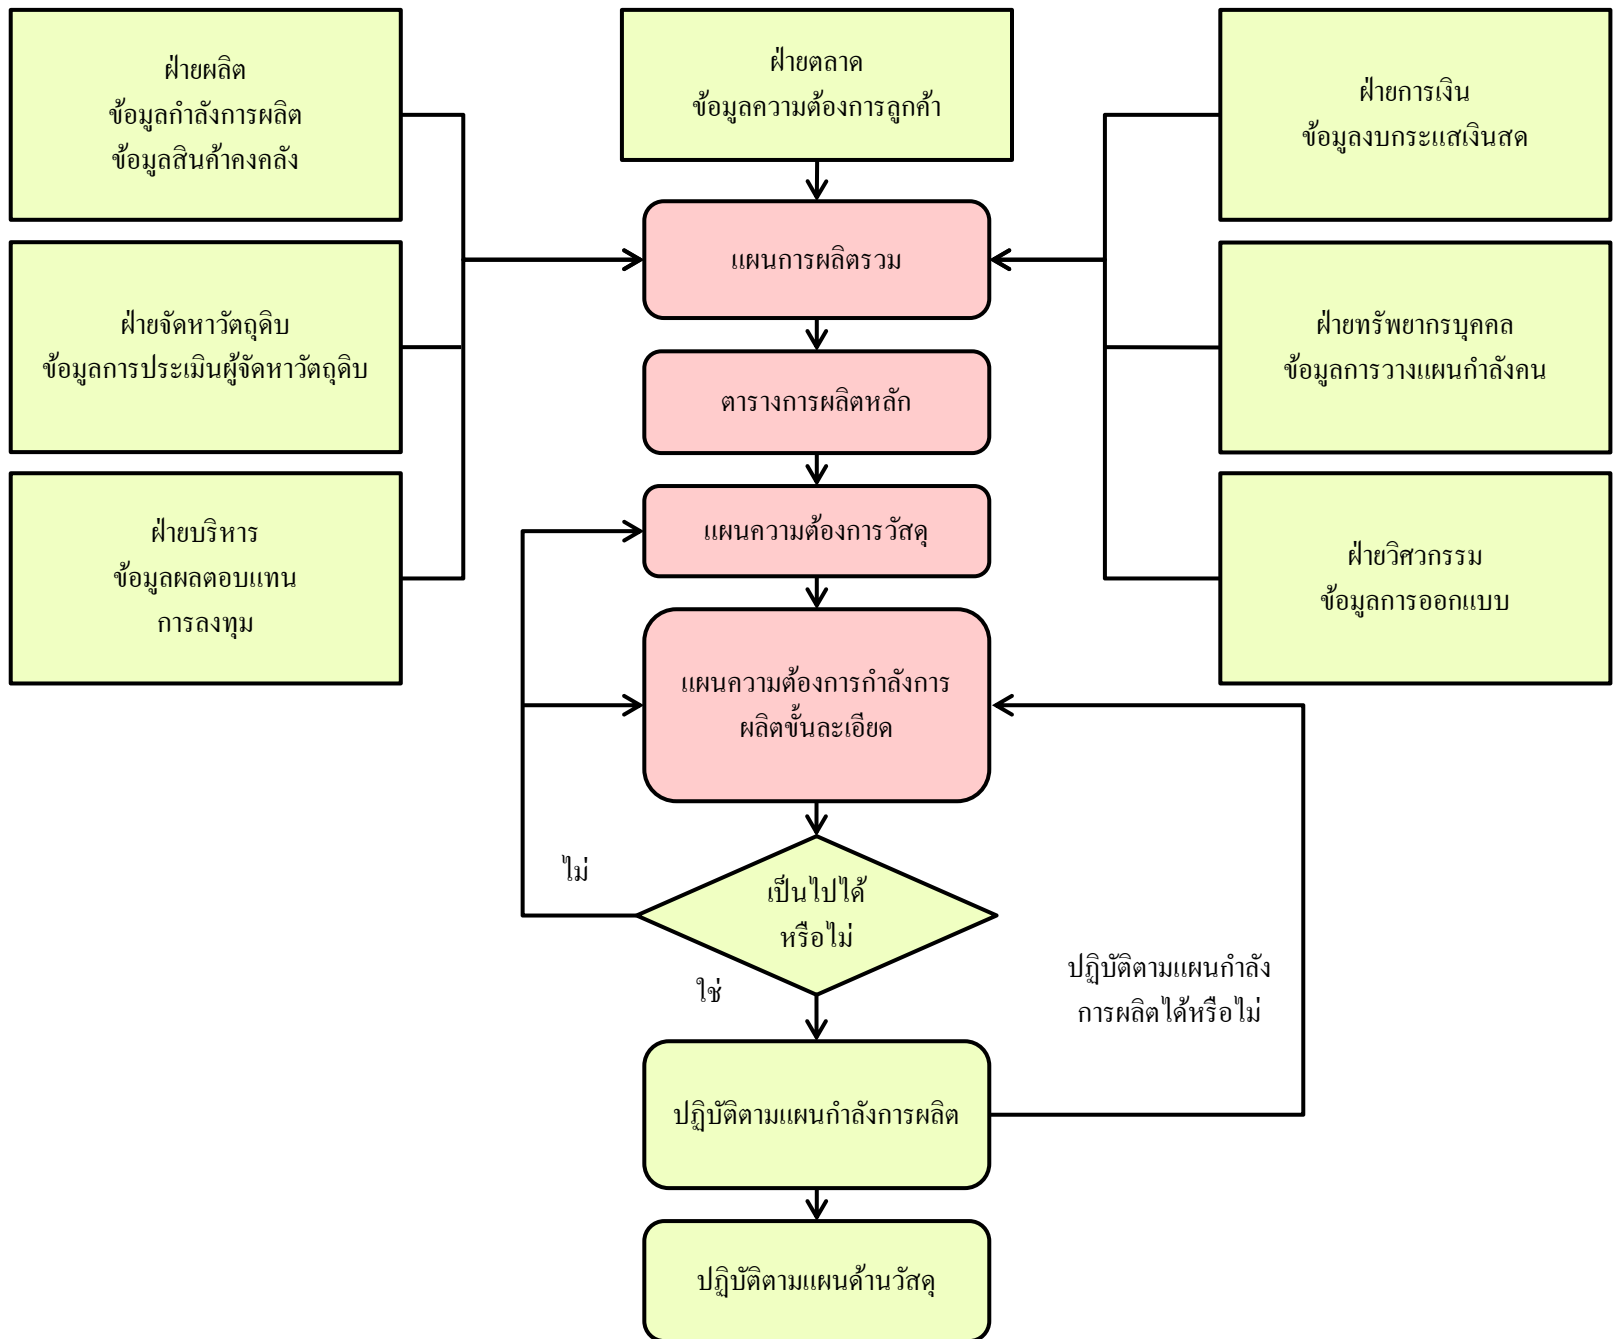 ฝ่ายผลิต
ข้อมูลกำลังการผลิต
ข้อมูลสินค้าคงคลัง
ฝ่ายตลาด
ข้อมูลความต้องการลูกค้า
ฝ่ายการเงิน
ข้อมูลงบกระแสเงินสด
แผนการผลิตรวม
ฝ่ายจัดหาวัตถุดิบ
ข้อมูลการประเมินผู้จัดหาวัตถุดิบ
ฝ่ายทรัพยากรบุคคล
ข้อมูลการวางแผนกำลังคน
ตารางการผลิตหลัก
ฝ่ายบริหาร
ข้อมูลผลตอบแทน
การลงทุม
แผนความต้องการวัสดุ
ฝ่ายวิศวกรรม
ข้อมูลการออกแบบ
แผนความต้องการกำลังการ
ผลิตขั้นละเอียด
ไม่
เป็นไปได้
หรือไม่
ใช่
ปฏิบัติตามแผนกำลัง
การผลิตได้หรือไม่
ปฏิบัติตามแผนกำลังการผลิต
ปฏิบัติตามแผนด้านวัสดุ